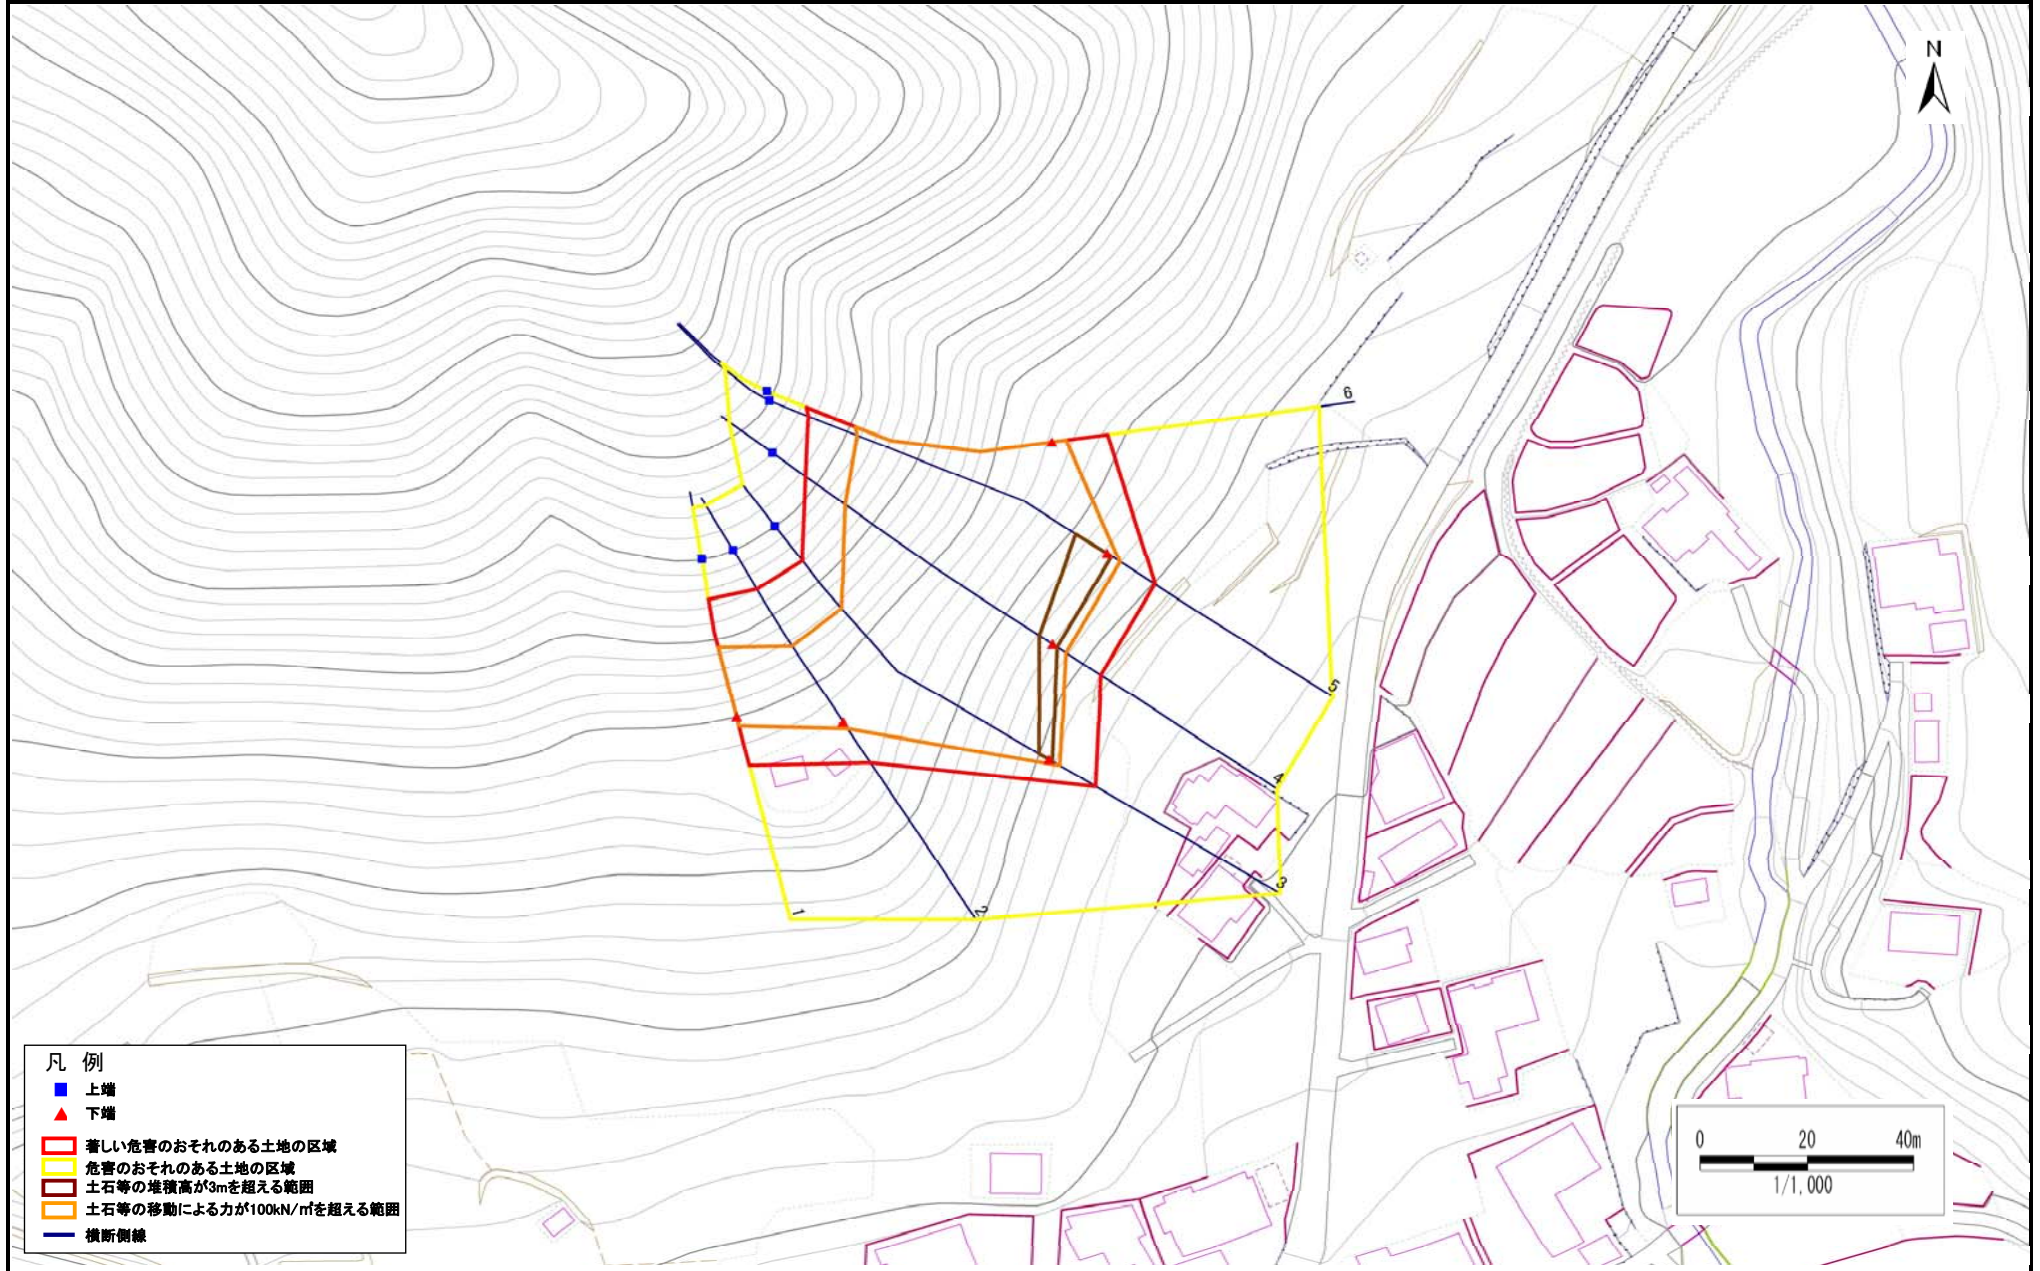 N
6
5
4
3
1
2
凡 例
上端
下端
著しい危害のおそれのある土地の区域
危害のおそれのある土地の区域
土石等の堆積高が3mを超える範囲
土石等の移動による力が100kN/㎡を超える範囲
横断側線
0 20 40m
1/1,000